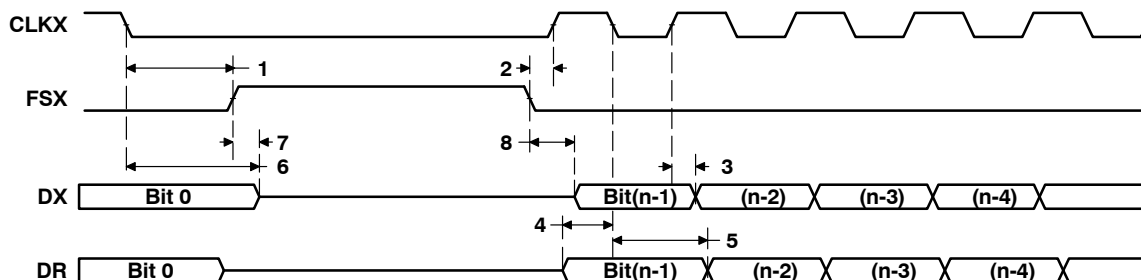 CLKX
1 2
FSX
7 8
6 3
DX Bit 0 Bit(n-1) (n-2) (n-3) (n-4)
4 5
DR Bit 0 Bit(n-1) (n-2) (n-3) (n-4)